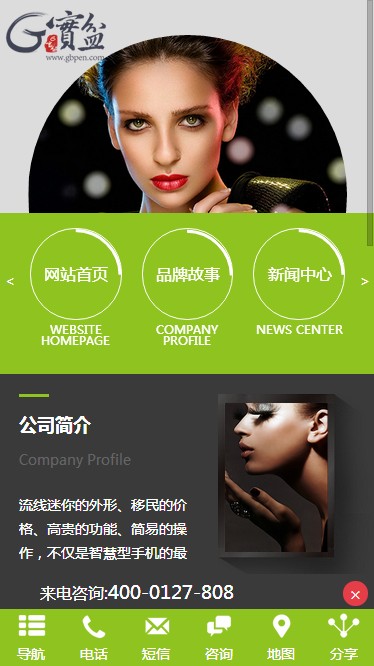 G寶盆
www.gbpen.com
< 网站首页 品牌故事 新闻中心 >
WEBSITE HOMEPAGE COMPANY PROFILE NEWS CENTER
公司简介
Company Profile
流线迷你的外形、移民的价
格、高贵的功能、简易的操
作，不仅是智慧型手机的最
来电咨询:400-0127-808
导航 电话 短信 咨询 地图 分享